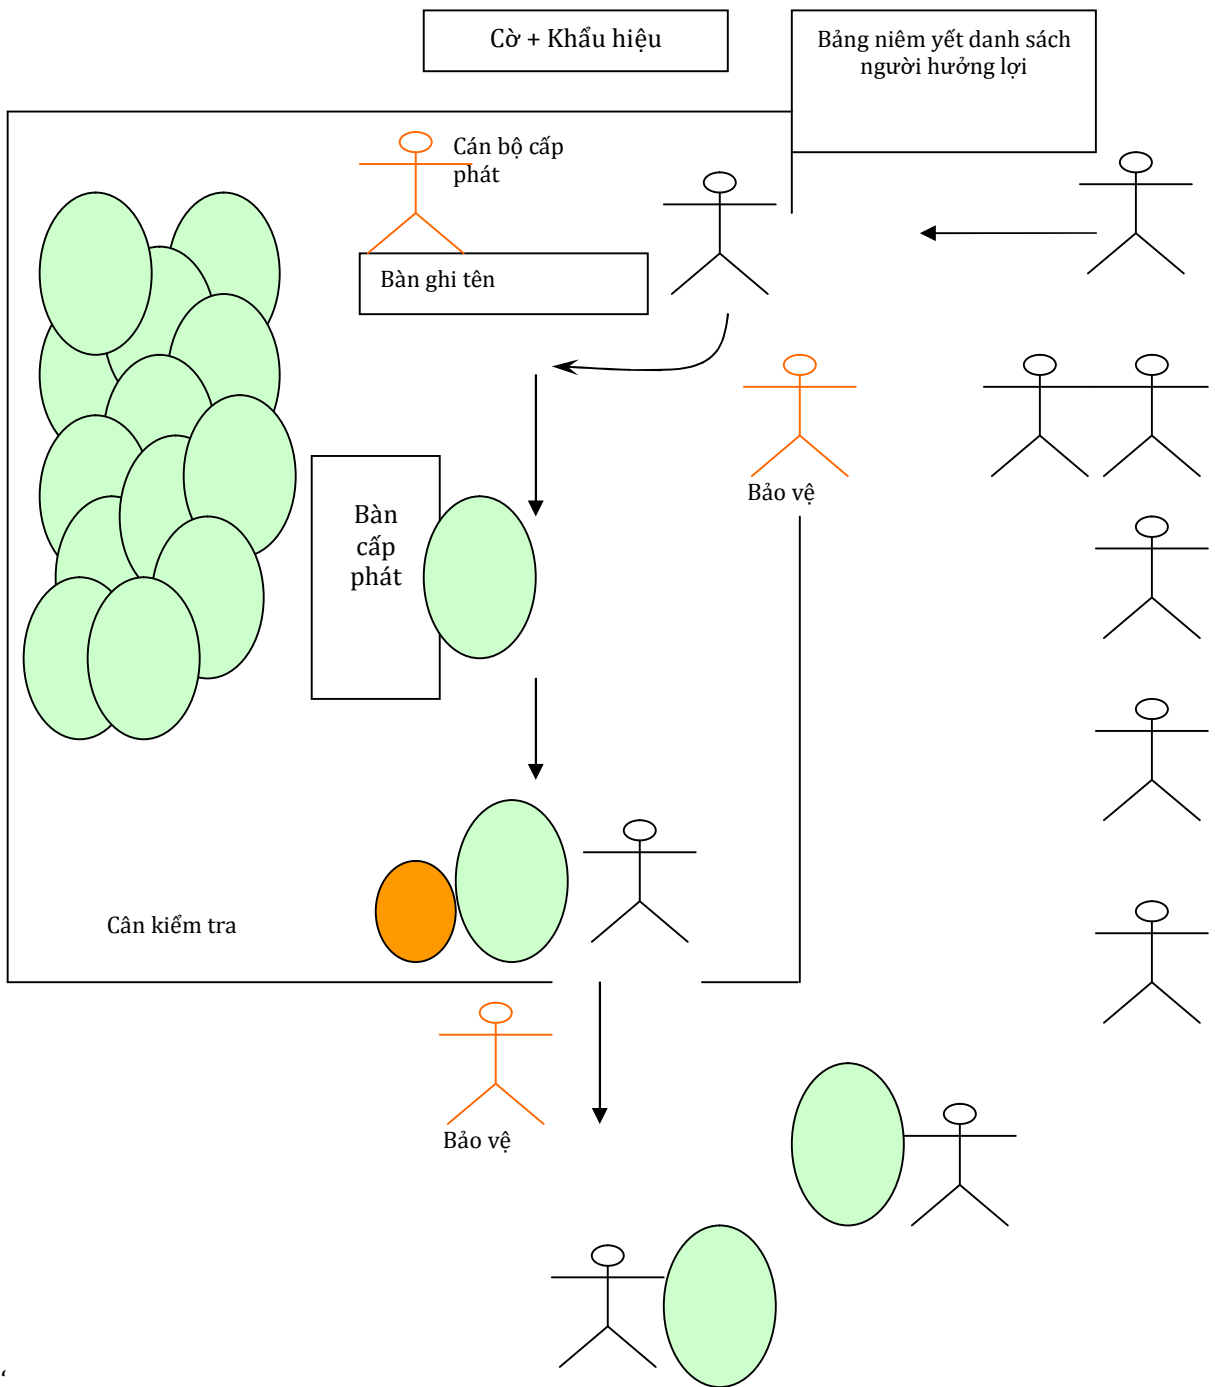 Cờ + Khẩu hiệu
Bảng niêm yết danh sách
người hưởng lợi
Cán bộ cấp
phát
Bàn ghi tên
Bảo vệ
Bàn
cấp
phát
Cân kiểm tra
Bảo vệ
‘